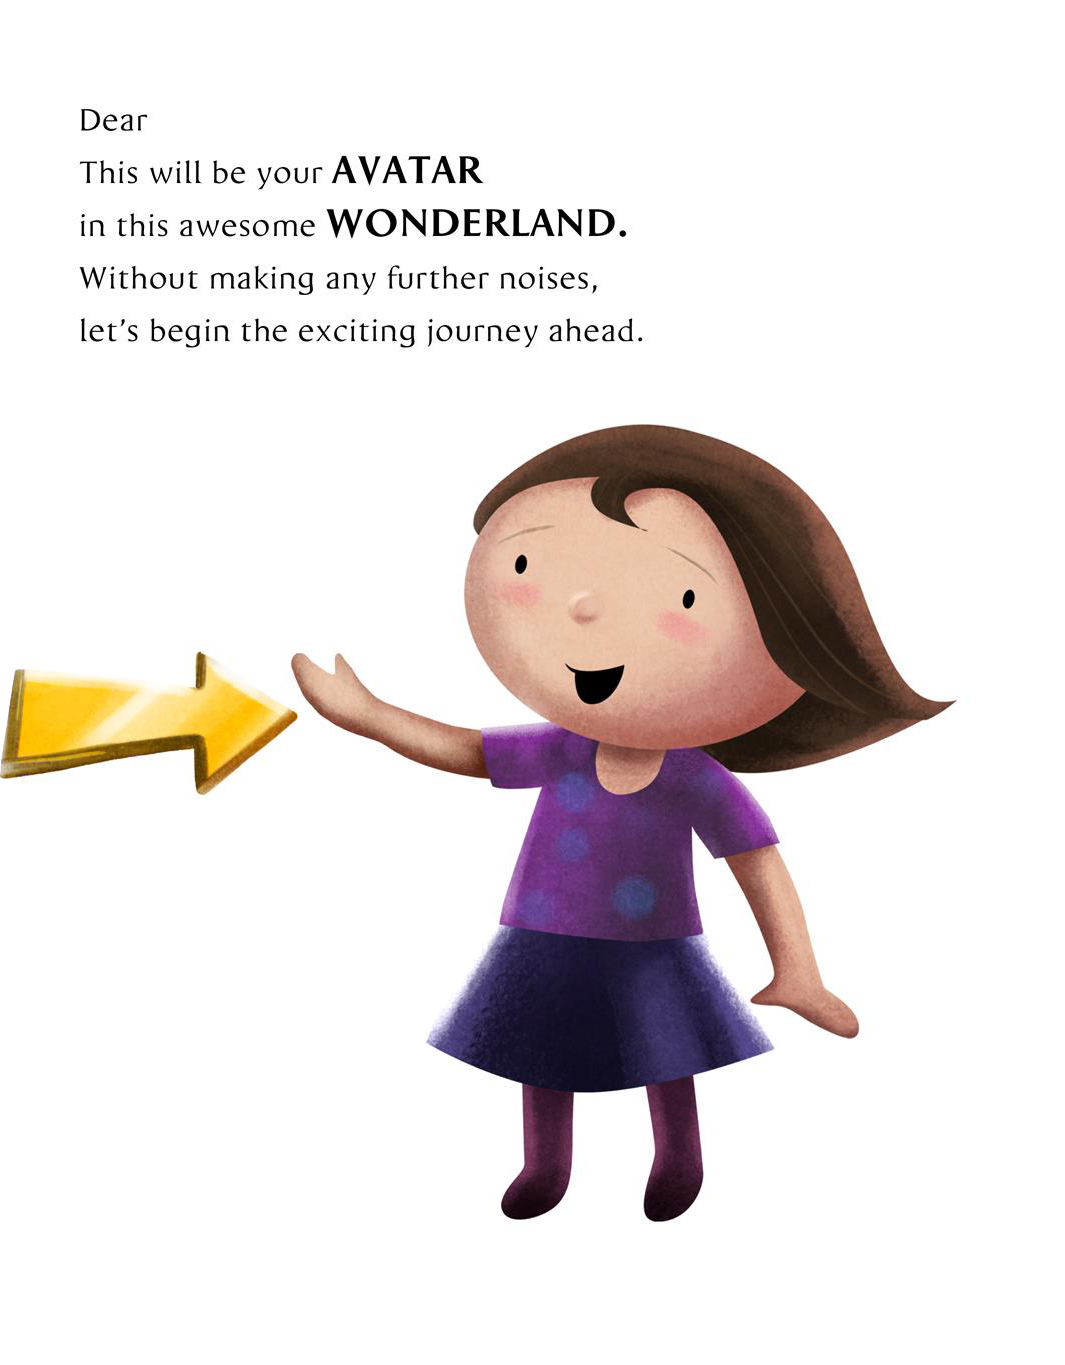 Dear
This will be your AVATAR
in this awesome WONDERLAND.
Without making any further noises,
let’s begin the exciting journey ahead.